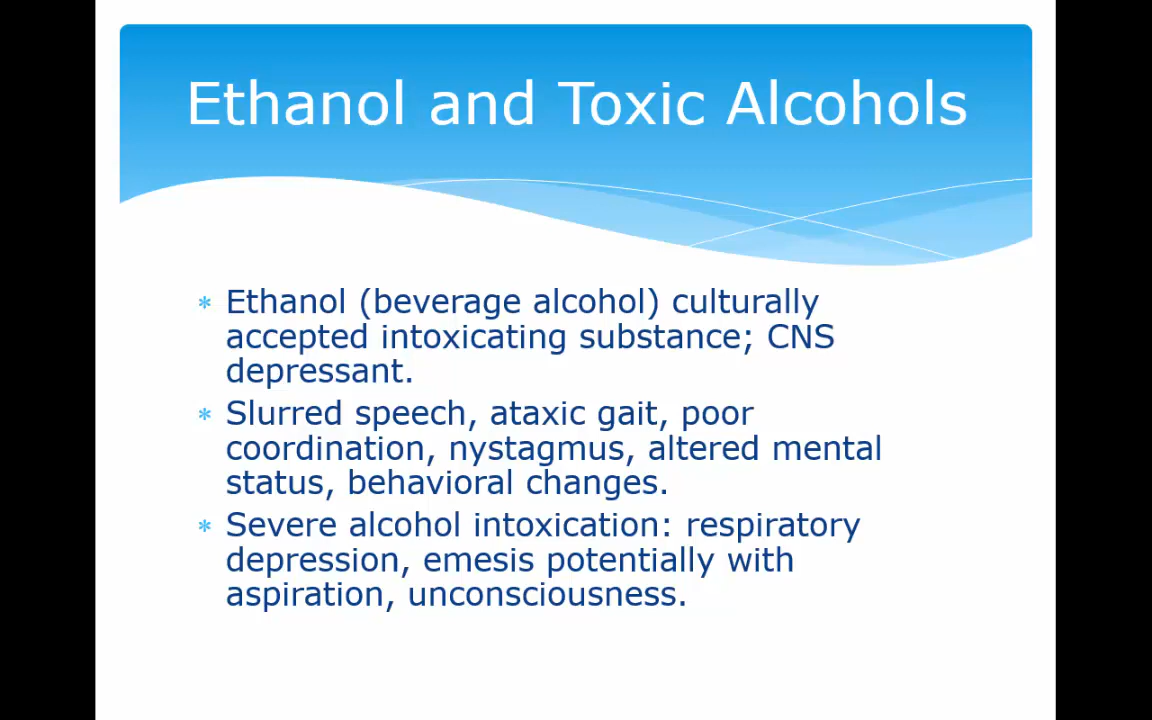 Ethanol and Toxic Alcohols
* Ethanol (beverage alcohol) culturally
accepted intoxicating substance; CNS
depressant.
* Slurred speech, ataxic gait, poor
coordination, nystagmus, altered mental
status, behavioral changes.
* Severe alcohol intoxication: respiratory
depression, emesis potentially with
aspiration, unconsciousness.